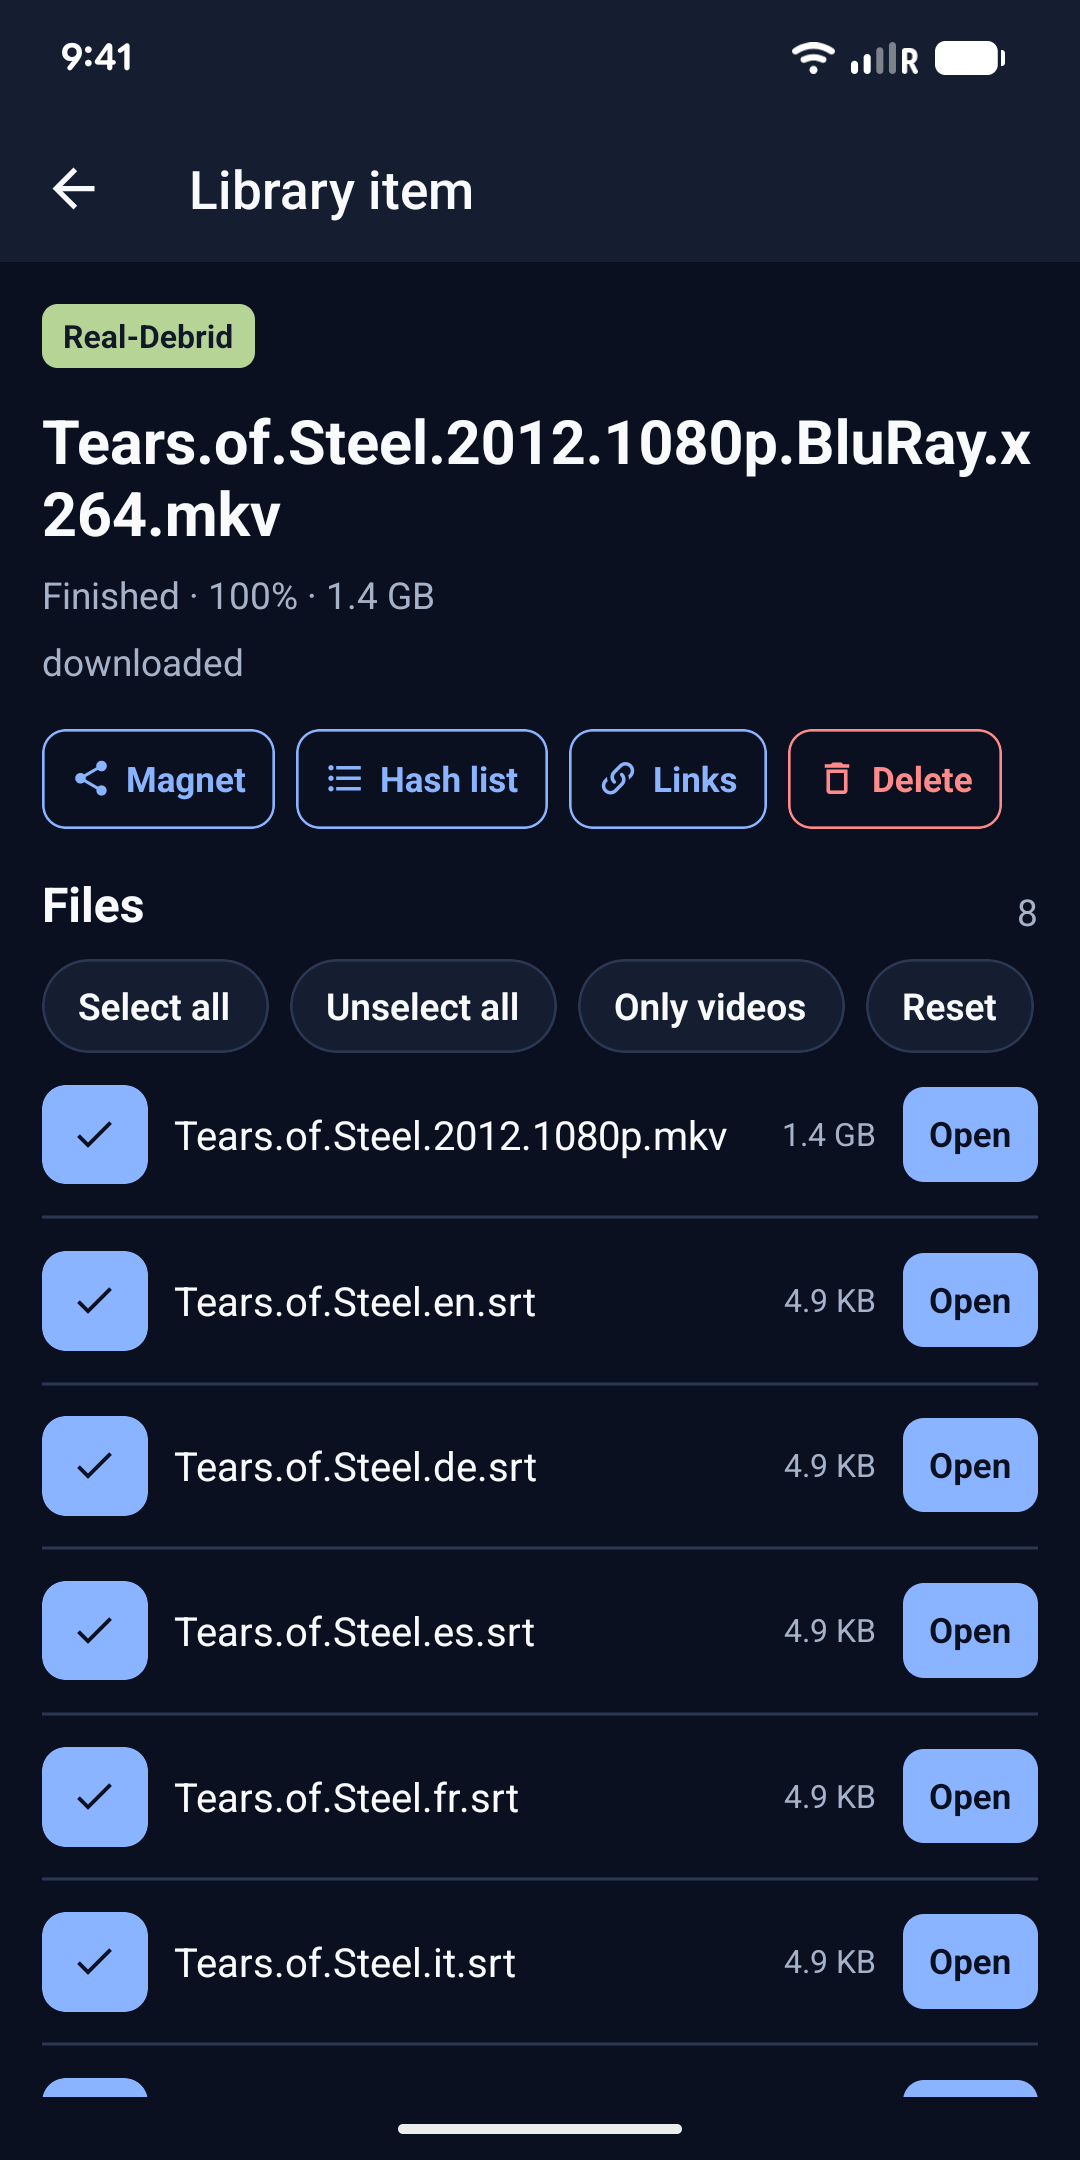 9:41
R
Library item
Real-Debrid
Tears.of.Steel.2012.1080p.BluRay.x
264.mkv
Finished · 100% · 1.4 GB
downloaded
Magnet Hash list Links Delete
Files 8
Select all Unselect all Only videos Reset
Tears.of.Steel.2012.1080p.mkv 1.4 GB Open
Tears.of.Steel.en.srt 4.9 KB Open
Tears.of.Steel.de.srt 4.9 KB Open
Tears.of.Steel.es.srt 4.9 KB Open
Tears.of.Steel.fr.srt 4.9 KB Open
Tears.of.Steel.it.srt 4.9 KB Open